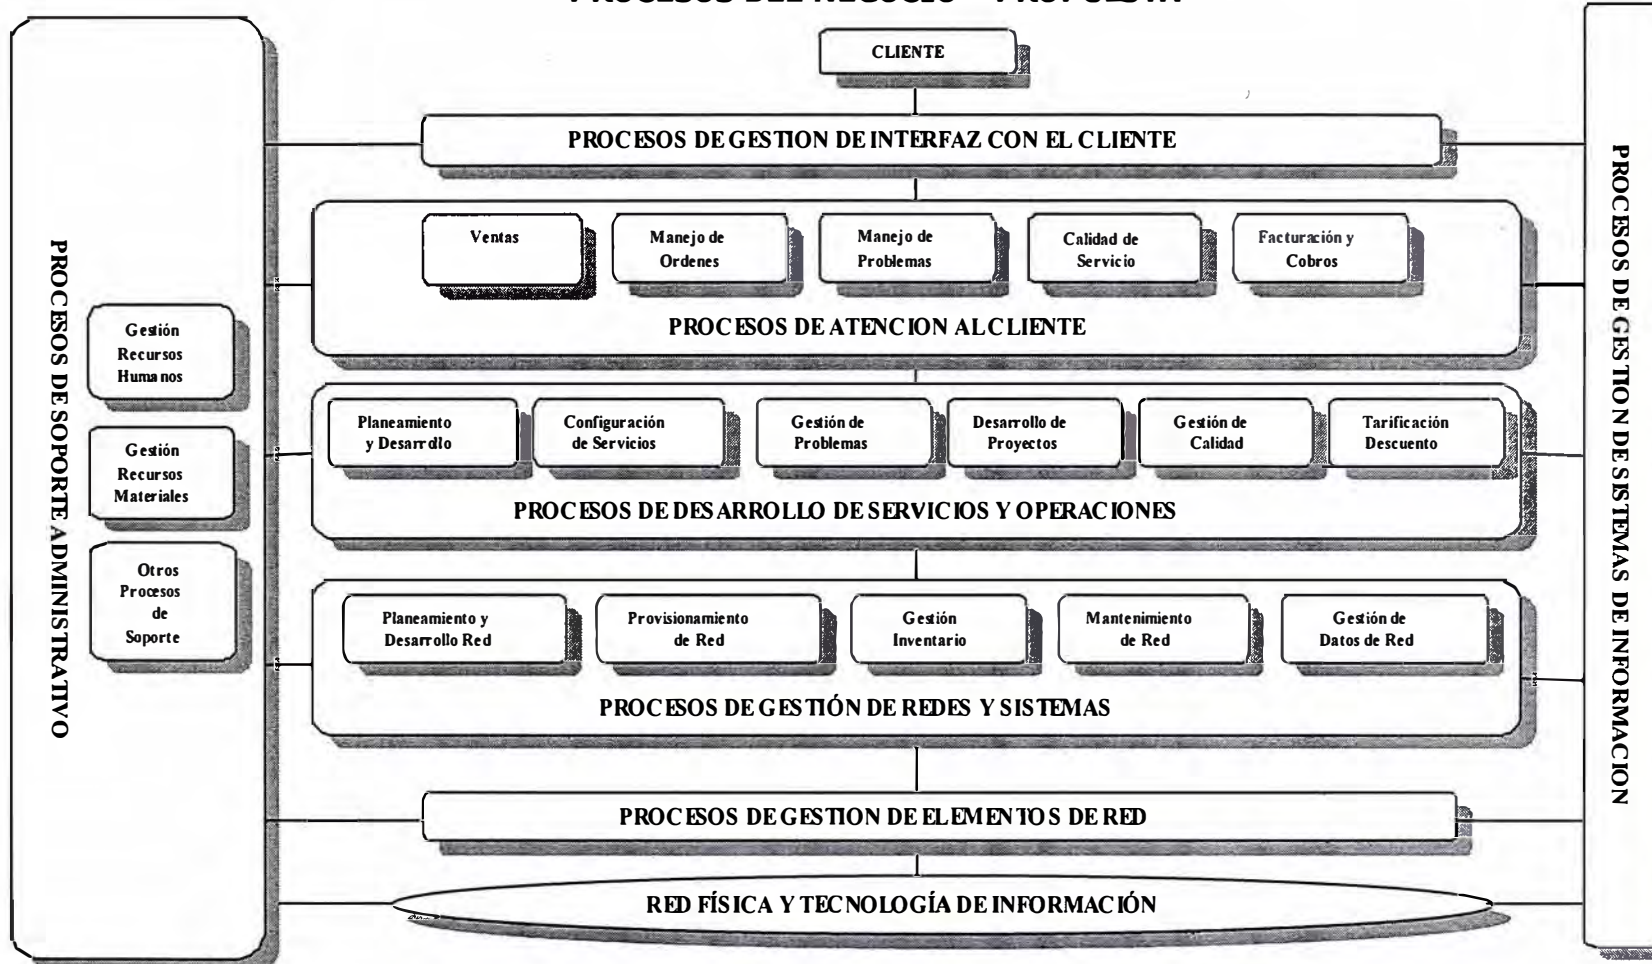 PROCESOS DEL NEGOCIO - PROPUESTA
CLIENTE
PROCESOS DE GESTION DE INTERFAZ CON EL CLIENTE
Ventas
Manejo de
Ordenes
Manejo de
Problemas
Calidad de
Servicio
Facturación y
Cobros
PROCESOS DE ATENCION AL CLIENTE
Planeamiento
y Desarrollo
Configuración
de Servicios
Gestión de
Problemas
Desarrollo de
Proyectos
Gestión de
Calidad
Tarificación
Descuento
PROCESOS DE DESARROLLO DE SERVICIOS Y OPERACIONES
Planeamiento y
Desarrollo Red
Provisionamiento
de Red
Gestión
Inventario
Mantenimiento
de Red
Gestión de
Datos de Red
PROCESOS DE GESTIÓN DE REDES Y SISTEMAS
PROCESOS DE GESTION DE ELEMENTOS DE RED
RED FÍSICA Y TECNOLOGÍA DE INFORMACIÓN
PROCESOS DE SOPORTE ADMINISTRATIVO
Gestión
Recursos
Humanos
Gestión
Recursos
Materiales
Otros
Procesos
de
Soporte
PROCESOS DE GESTION DE SISTEMAS DE INFORMACION